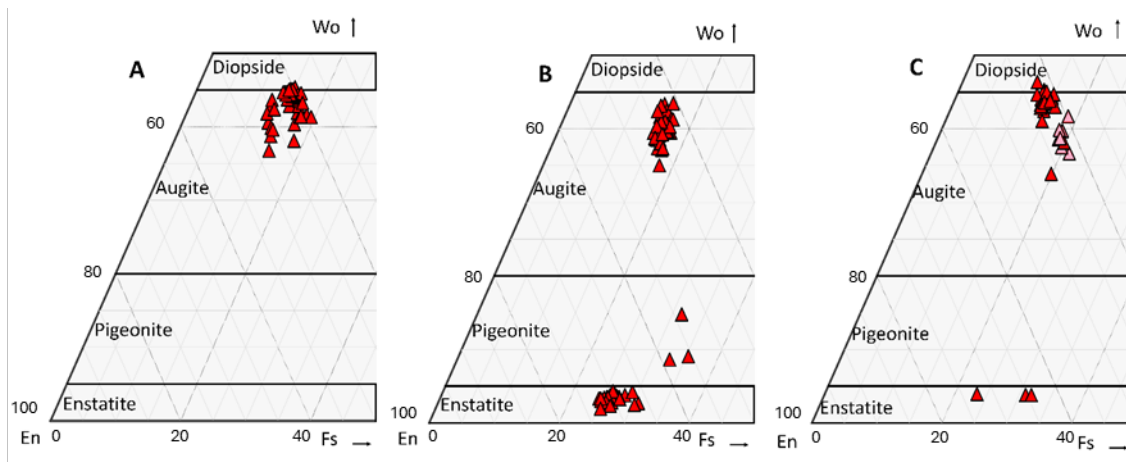 Wo ↑
A
Diopside
60
Augite
80
Pigeonite
Enstatite
100
En
0
20
40
Fs →
Wo ↑
B
Diopside
60
Augite
80
Pigeonite
Enstatite
100
En
0
20
40
Fs →
Wo ↑
C
Diopside
60
Augite
80
Pigeonite
Enstatite
100
En
0
20
40
Fs →